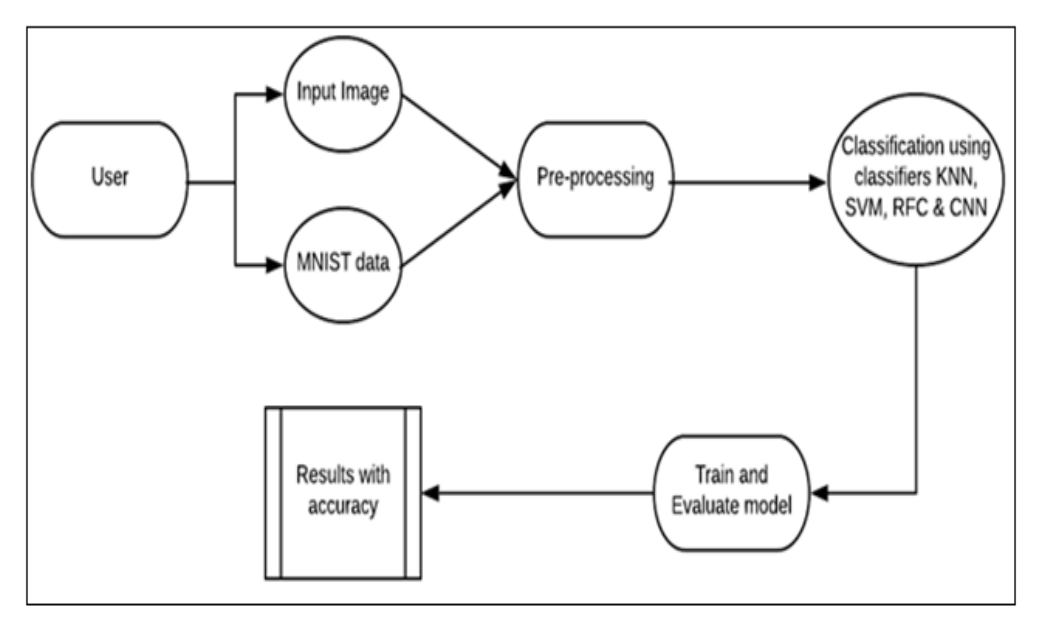 User
Input Image
MNIST data
Pre-processing
Classification using
classifiers KNN,
SVM, RFC & CNN
Train and
Evaluate model
Results with
accuracy